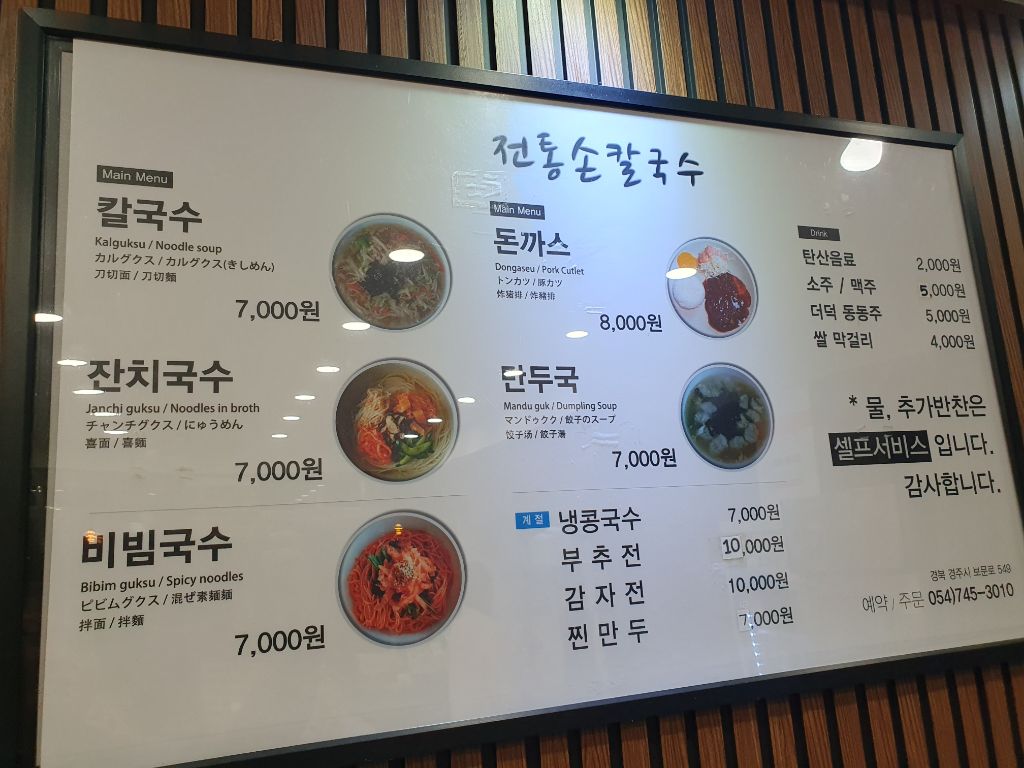 전통손칼국수
Main Menu
칼국수
Kalguksu / Noodle soup
カルグクス / カルグクス(きしめん)
刀切面 / 刀切麵
7,000원
잔치국수
Janchi guksu / Noodles in broth
チャンチグクス / にゅうめん
喜面 / 喜麵
7,000원
비빔국수
Bibim guksu / Spicy noodles
ビビムグクス / 混ぜ素麺麺
拌面 / 拌麵
7,000원
Main Menu
돈까스
Dongaseu / Pork Cutlet
トンカツ / 豚カツ
炸猪排 / 炸豬排
8,000원
만두국
Mandu guk / Dumpling Soup
マンドゥクク / 餃子のスープ
饺子汤 / 餃子湯
7,000원
계절 냉콩국수 7,000원
부추전 10,000원
감자전 10,000원
찐만두 7,000원
Drink
탄산음료 2,000원
소주 / 맥주 5,000원
더덕 동동주 5,000원
쌀 막걸리 4,000원
* 물, 추가반찬은
셀프서비스 입니다.
감사합니다.
경북 경주시 보문로 549
예약 / 주문 054)745-3010